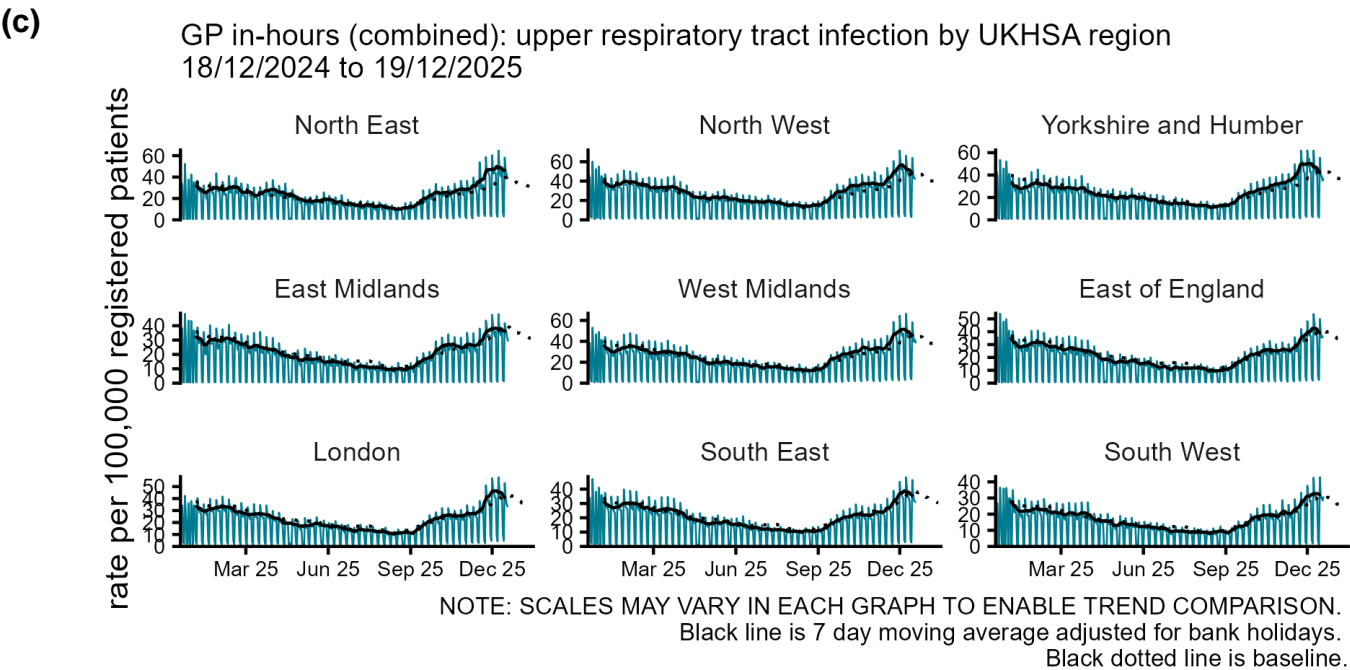 (c)
GP in-hours (combined): upper respiratory tract infection by UKHSA region
18/12/2024 to 19/12/2025
rate per 100,000 registered patients
North East
60
40
20
0
North West
60
40
20
0
Yorkshire and Humber
60
40
20
0
East Midlands
40
30
20
10
0
West Midlands
60
40
20
0
East of England
50
40
30
20
10
0
London
50
40
30
20
10
0
Mar 25 Jun 25 Sep 25 Dec 25
South East
40
30
20
10
0
Mar 25 Jun 25 Sep 25 Dec 25
South West
40
30
20
10
0
Mar 25 Jun 25 Sep 25 Dec 25
NOTE: SCALES MAY VARY IN EACH GRAPH TO ENABLE TREND COMPARISON.
Black line is 7 day moving average adjusted for bank holidays.
Black dotted line is baseline.